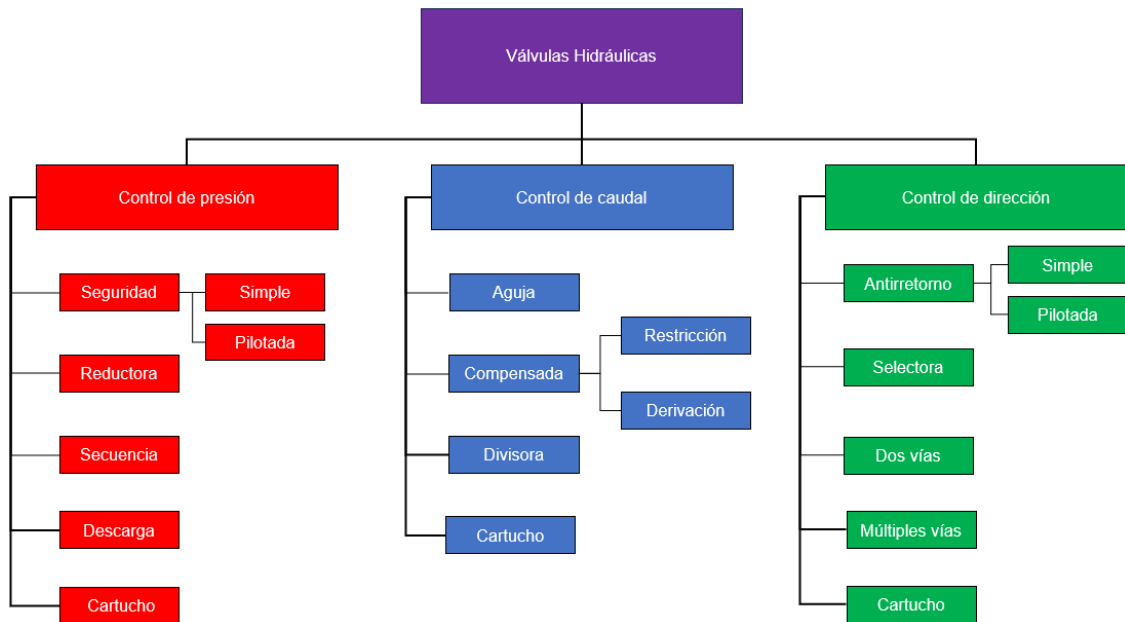 Válvulas Hidráulicas
Control de presión
Seguridad
Simple
Pilotada
Reductora
Secuencia
Descarga
Cartucho
Control de caudal
Aguja
Compensada
Restricción
Derivación
Divisora
Cartucho
Control de dirección
Antirretorno
Simple
Pilotada
Selectora
Dos vías
Múltiples vías
Cartucho